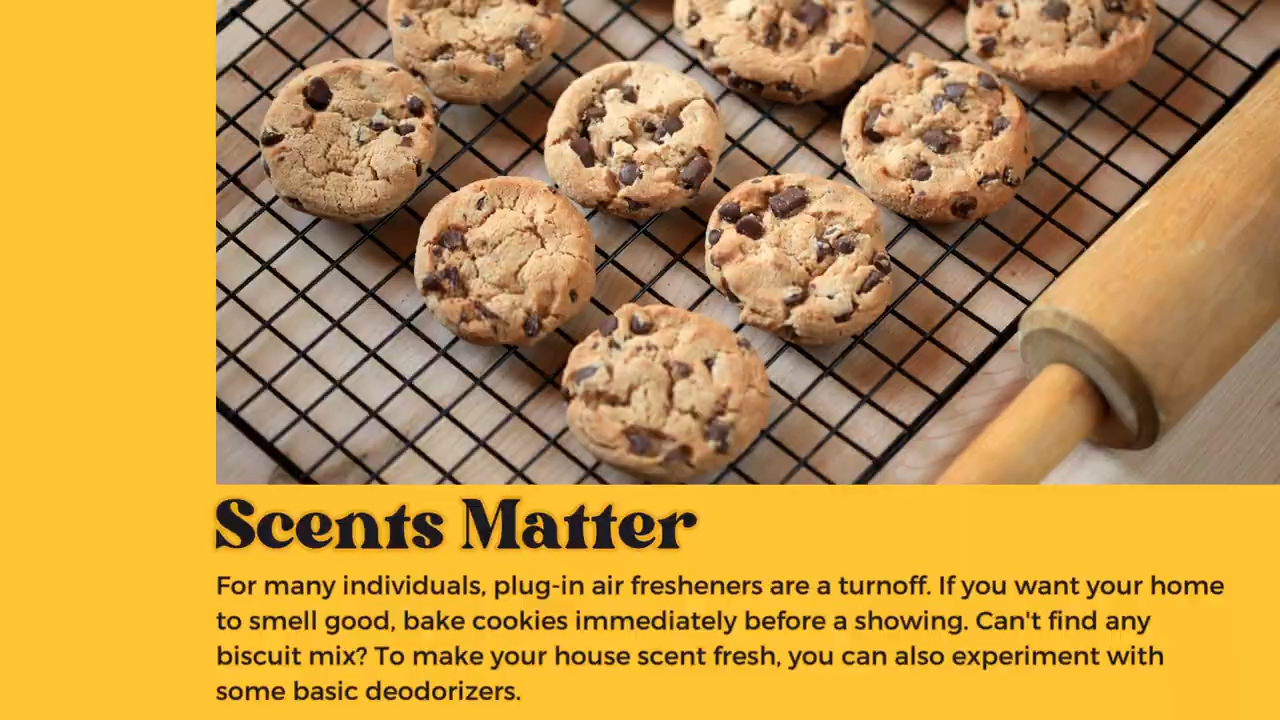 Scents Matter
For many individuals, plug-in air fresheners are a turnoff. If you want your home
to smell good, bake cookies immediately before a showing. Can't find any
biscuit mix? To make your house scent fresh, you can also experiment with
some basic deodorizers.